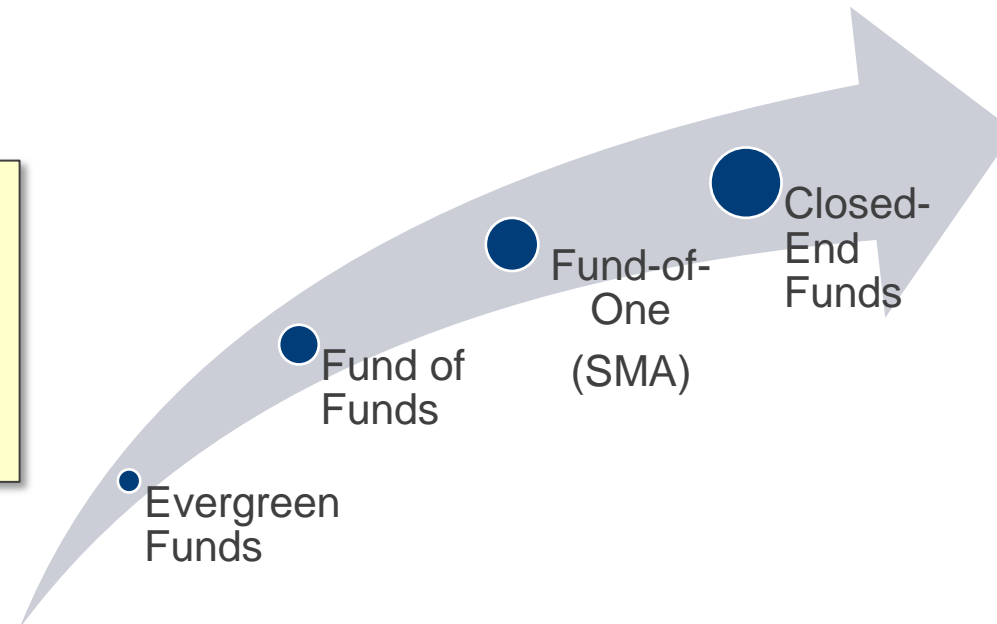 Closed-
End
Funds
Fund-of-
One
(SMA)
Fund of
Funds
Evergreen
Funds